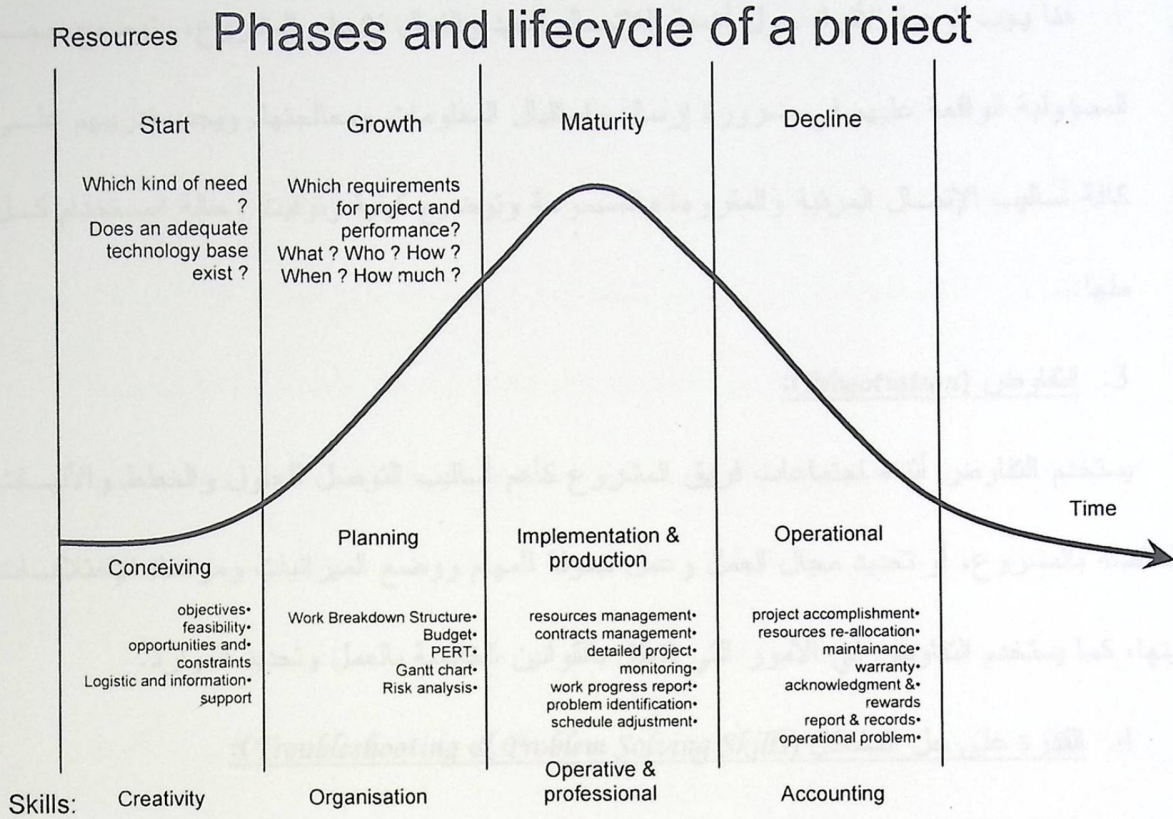 Phases and lifecycle of a project
Resources
Start
Which kind of need
?
Does an adequate
technology base
exist ?
Growth
Which requirements
for project and
performance?
What ? Who ? How ?
When ? How much ?
Maturity
Decline
Time
Conceiving
objectives•
feasibility•
opportunities and•
constraints
Logistic and information•
support
Planning
Work Breakdown Structure•
Budget•
PERT•
Gantt chart•
Risk analysis•
Implementation &
production
resources management•
contracts management•
detailed project•
monitoring•
work progress report•
problem identification•
schedule adjustment•
Operational
project accomplishment•
resources re-allocation•
maintainance•
warranty•
acknowledgment &•
rewards
report & records•
operational problem•
Skills:
Creativity
Organisation
Operative &
professional
Accounting